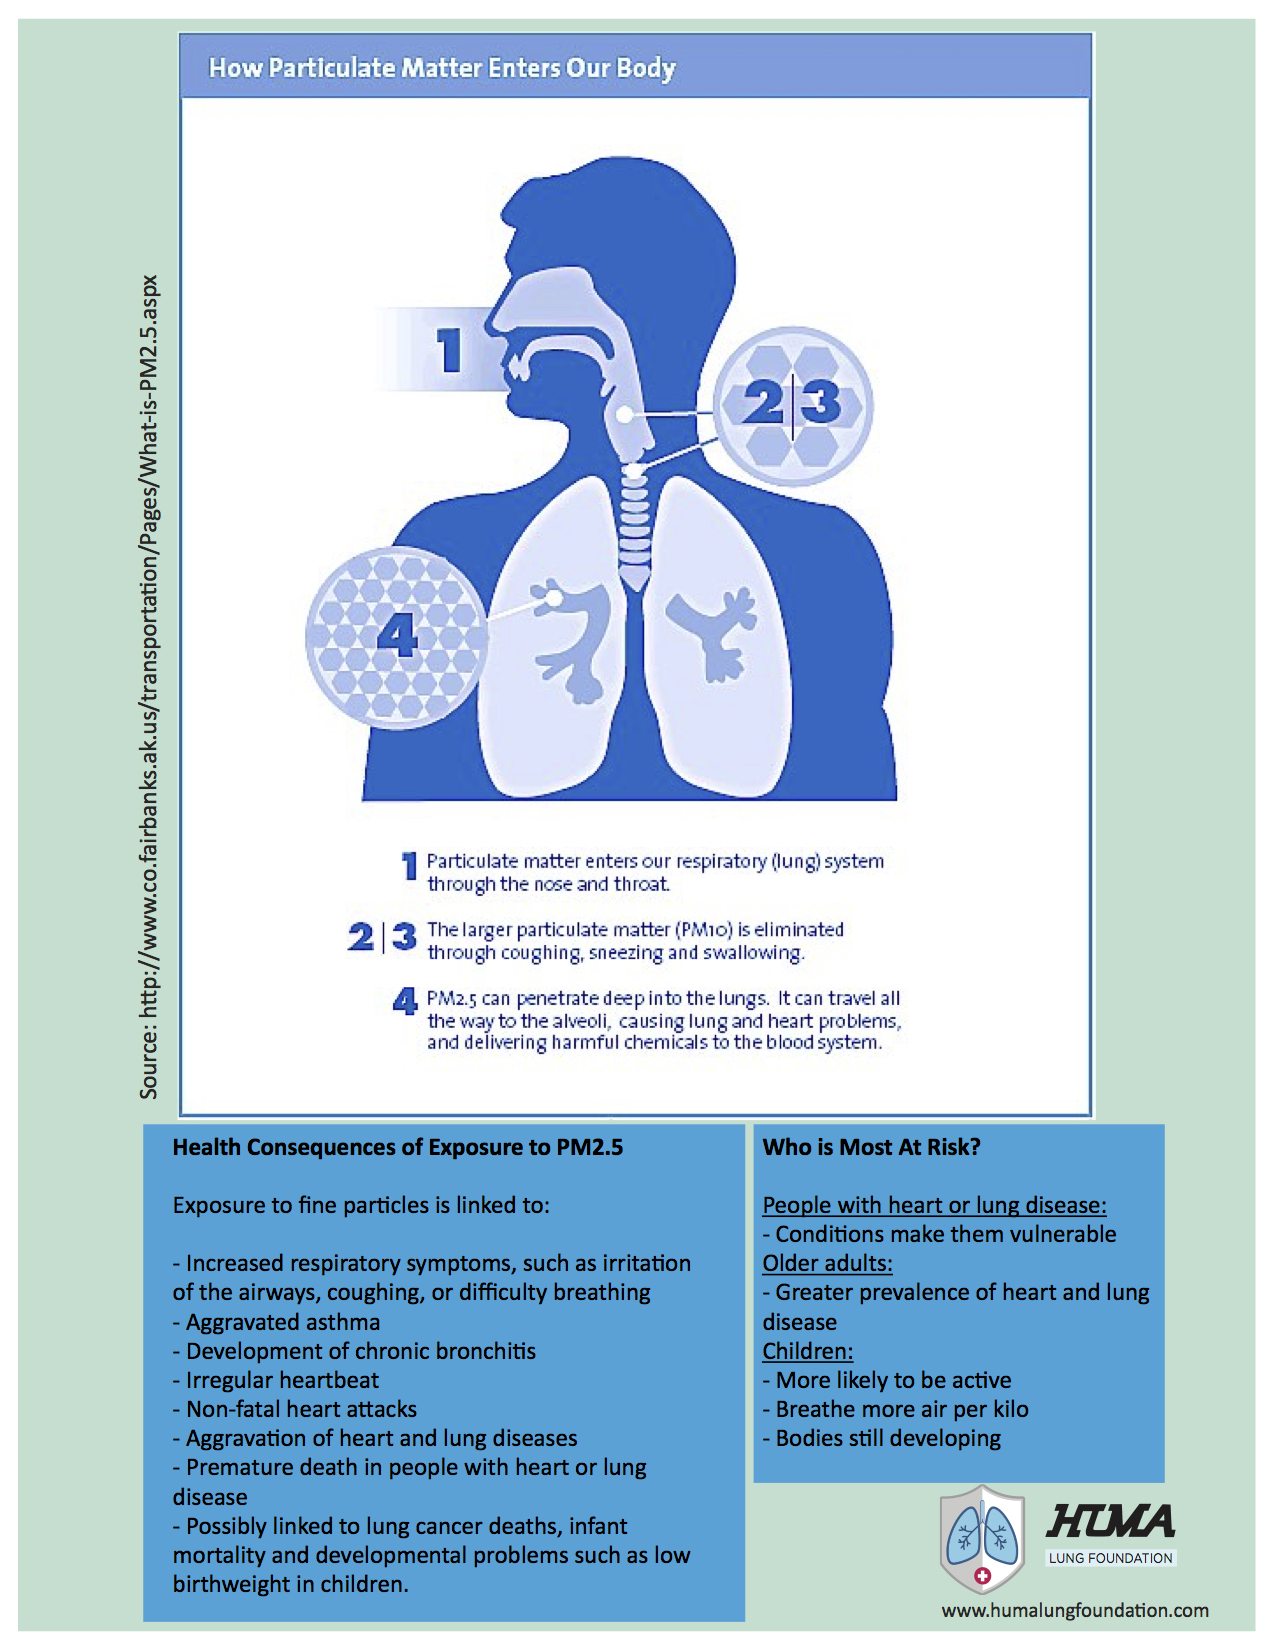 How Particulate Matter Enters Our Body
Source: http://www.co.fairbanks.ak.us/transportation/Pages/What-is-PM2.5.aspx
1
2|3
4
1 Particulate matter enters our respiratory (lung) system
through the nose and throat.
2|3 The larger particulate matter (PM10) is eliminated
through coughing, sneezing and swallowing.
4 PM2.5 can penetrate deep into the lungs. It can travel all
the way to the alveoli, causing lung and heart problems,
and delivering harmful chemicals to the blood system.
Health Consequences of Exposure to PM2.5
Exposure to fine particles is linked to:
- Increased respiratory symptoms, such as irritation
of the airways, coughing, or difficulty breathing
- Aggravated asthma
- Development of chronic bronchitis
- Irregular heartbeat
- Non-fatal heart attacks
- Aggravation of heart and lung diseases
- Premature death in people with heart or lung
disease
- Possibly linked to lung cancer deaths, infant
mortality and developmental problems such as low
birthweight in children.
Who is Most At Risk?
People with heart or lung disease:
- Conditions make them vulnerable
Older adults:
- Greater prevalence of heart and lung
disease
Children:
- More likely to be active
- Breathe more air per kilo
- Bodies still developing
HUMA
LUNG FOUNDATION
www.humalungfoundation.com